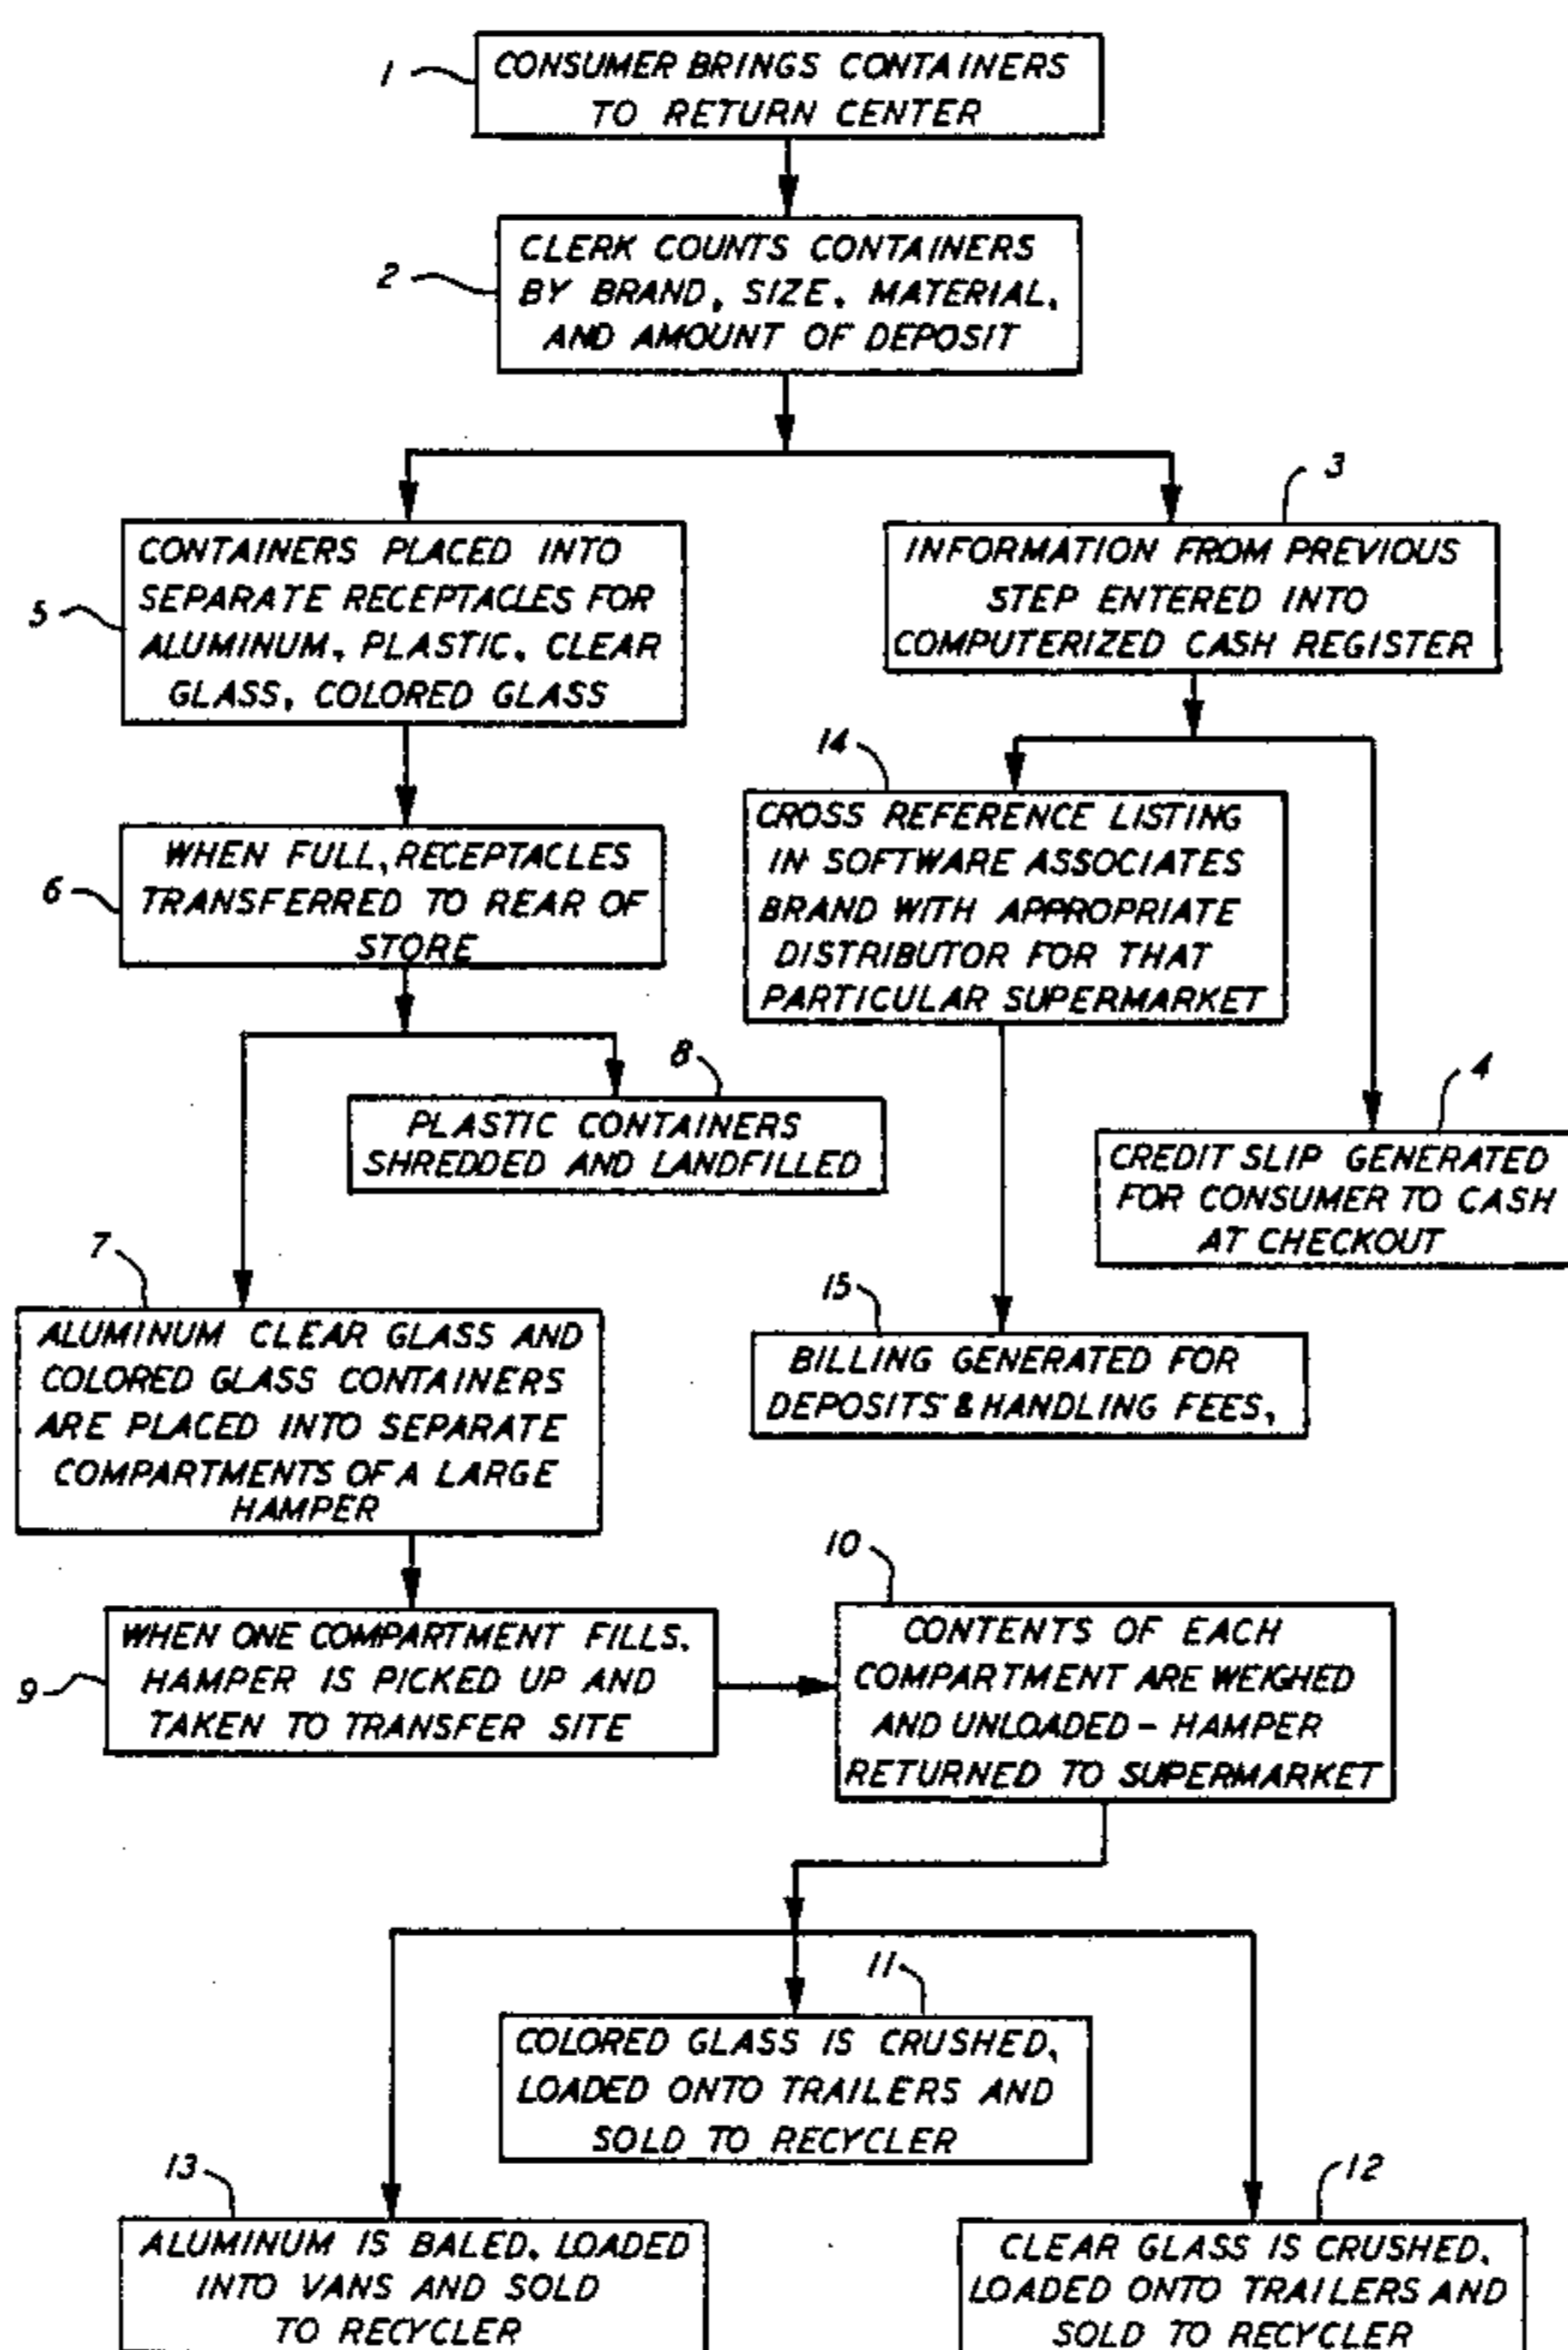 1
CONSUMER BRINGS CONTAINERS
TO RETURN CENTER
2
CLERK COUNTS CONTAINERS
BY BRAND, SIZE, MATERIAL,
AND AMOUNT OF DEPOSIT
3
INFORMATION FROM PREVIOUS
STEP ENTERED INTO
COMPUTERIZED CASH REGISTER
5
CONTAINERS PLACED INTO
SEPARATE RECEPTACLES FOR
ALUMINUM, PLASTIC, CLEAR
GLASS, COLORED GLASS
14
CROSS REFERENCE LISTING
IN SOFTWARE ASSOCIATES
BRAND WITH APPROPRIATE
DISTRIBUTOR FOR THAT
PARTICULAR SUPERMARKET
6
WHEN FULL, RECEPTACLES
TRANSFERRED TO REAR OF
STORE
8
PLASTIC CONTAINERS
SHREDDED AND LANDFILLED
4
CREDIT SLIP GENERATED
FOR CONSUMER TO CASH
AT CHECKOUT
7
ALUMINUM CLEAR GLASS AND
COLORED GLASS CONTAINERS
ARE PLACED INTO SEPARATE
COMPARTMENTS OF A LARGE
HAMPER
15
BILLING GENERATED FOR
DEPOSITS & HANDLING FEES,
9
WHEN ONE COMPARTMENT FILLS,
HAMPER IS PICKED UP AND
TAKEN TO TRANSFER SITE
10
CONTENTS OF EACH
COMPARTMENT ARE WEIGHED
AND UNLOADED - HAMPER
RETURNED TO SUPERMARKET
11
COLORED GLASS IS CRUSHED,
LOADED ONTO TRAILERS AND
SOLD TO RECYCLER
13
ALUMINUM IS BALED, LOADED
INTO VANS AND SOLD
TO RECYCLER
12
CLEAR GLASS IS CRUSHED,
LOADED ONTO TRAILERS AND
SOLD TO RECYCLER